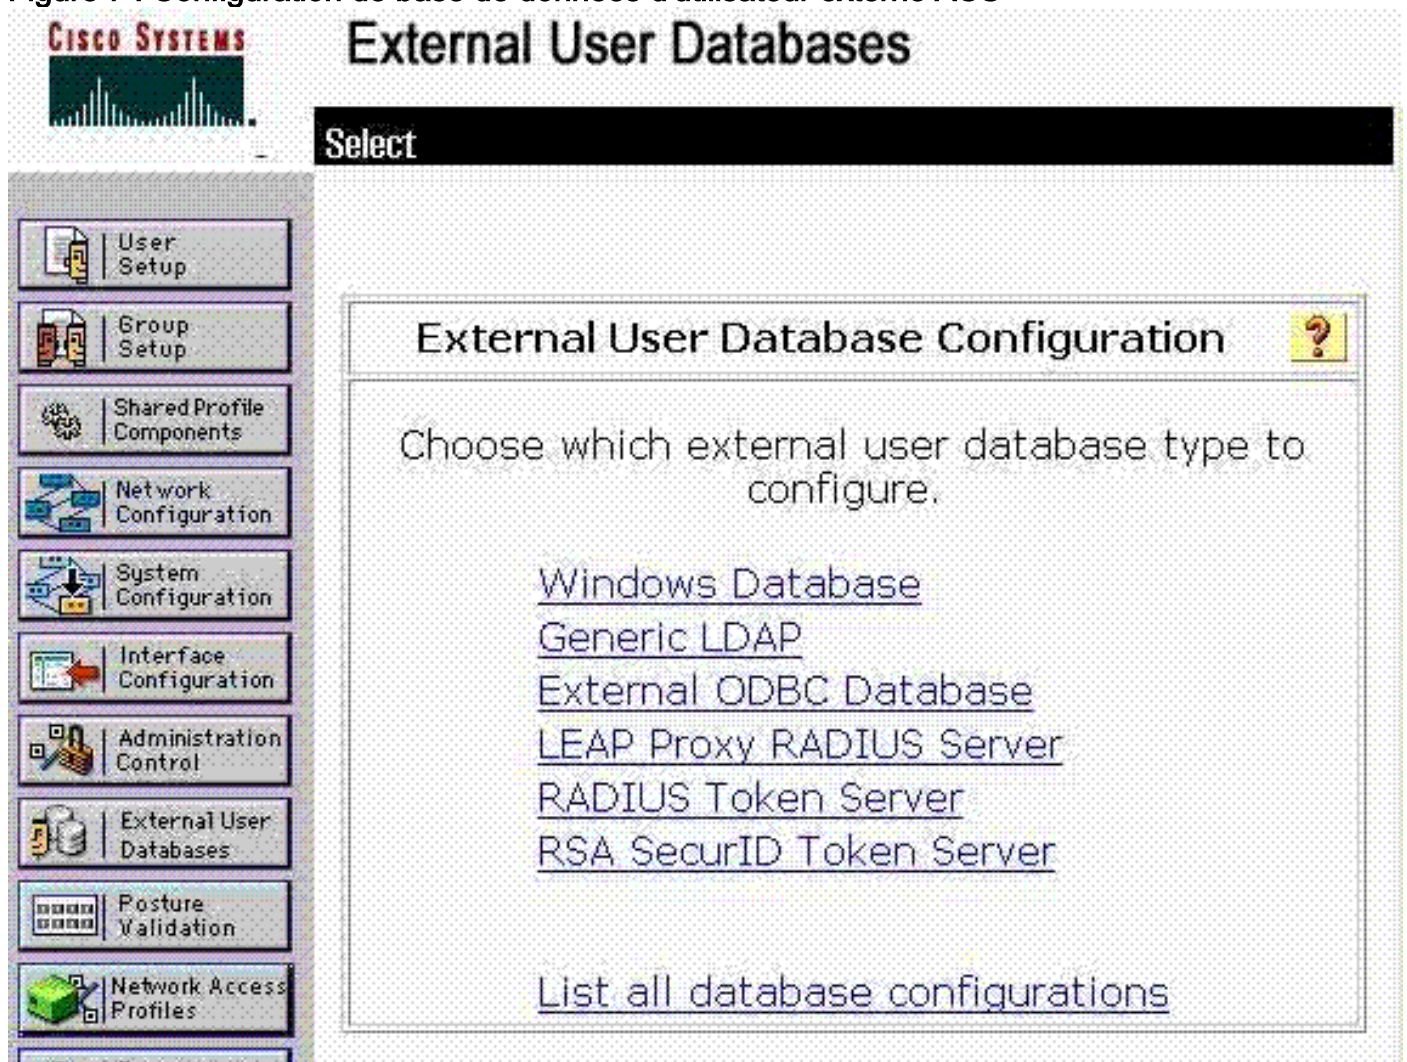 CISCO SYSTEMS
External User Databases
Select
User
Setup
Group
Setup
Shared Profile
Components
Network
Configuration
System
Configuration
Interface
Configuration
Administration
Control
External User
Databases
Posture
Validation
Network Access
Profiles
External User Database Configuration
?
Choose which external user database type to
configure.
Windows Database
Generic LDAP
External ODBC Database
LEAP Proxy RADIUS Server
RADIUS Token Server
RSA SecurID Token Server
List all database configurations